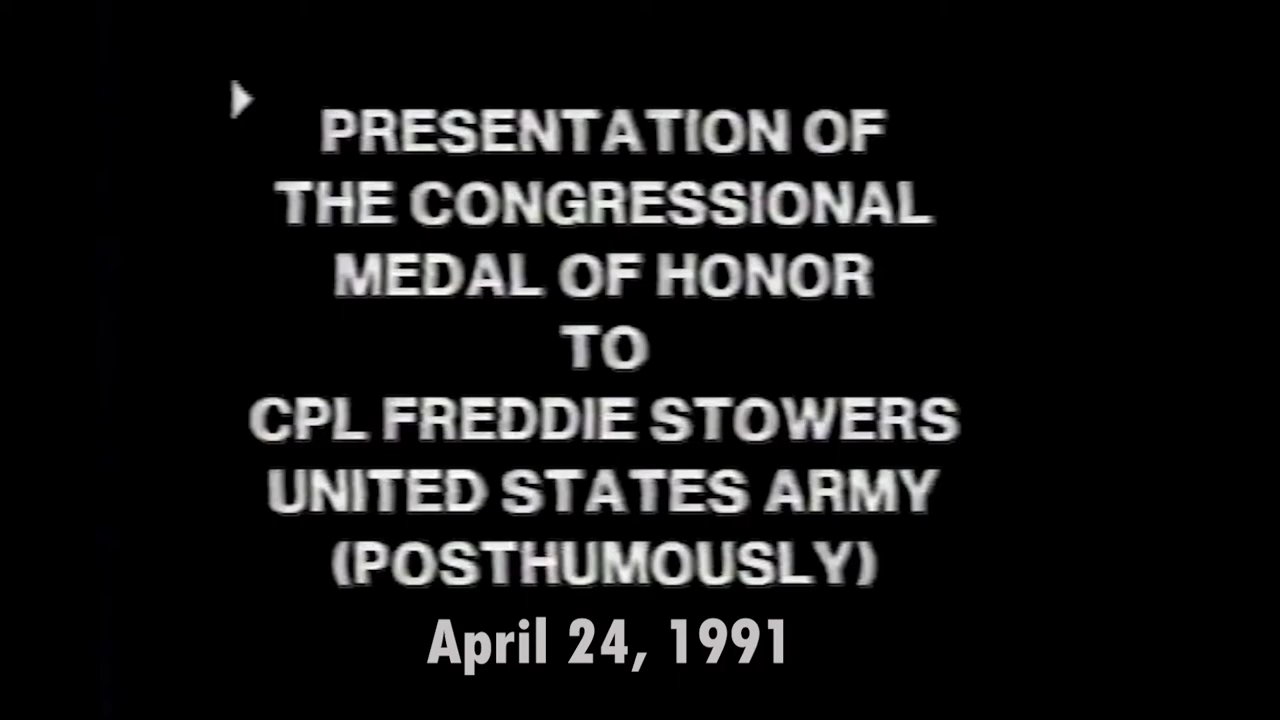 PRESENTATION OF
THE CONGRESSIONAL
MEDAL OF HONOR
TO
CPL FREDDIE STOWERS
UNITED STATES ARMY
(POSTHUMOUSLY)
April 24, 1991